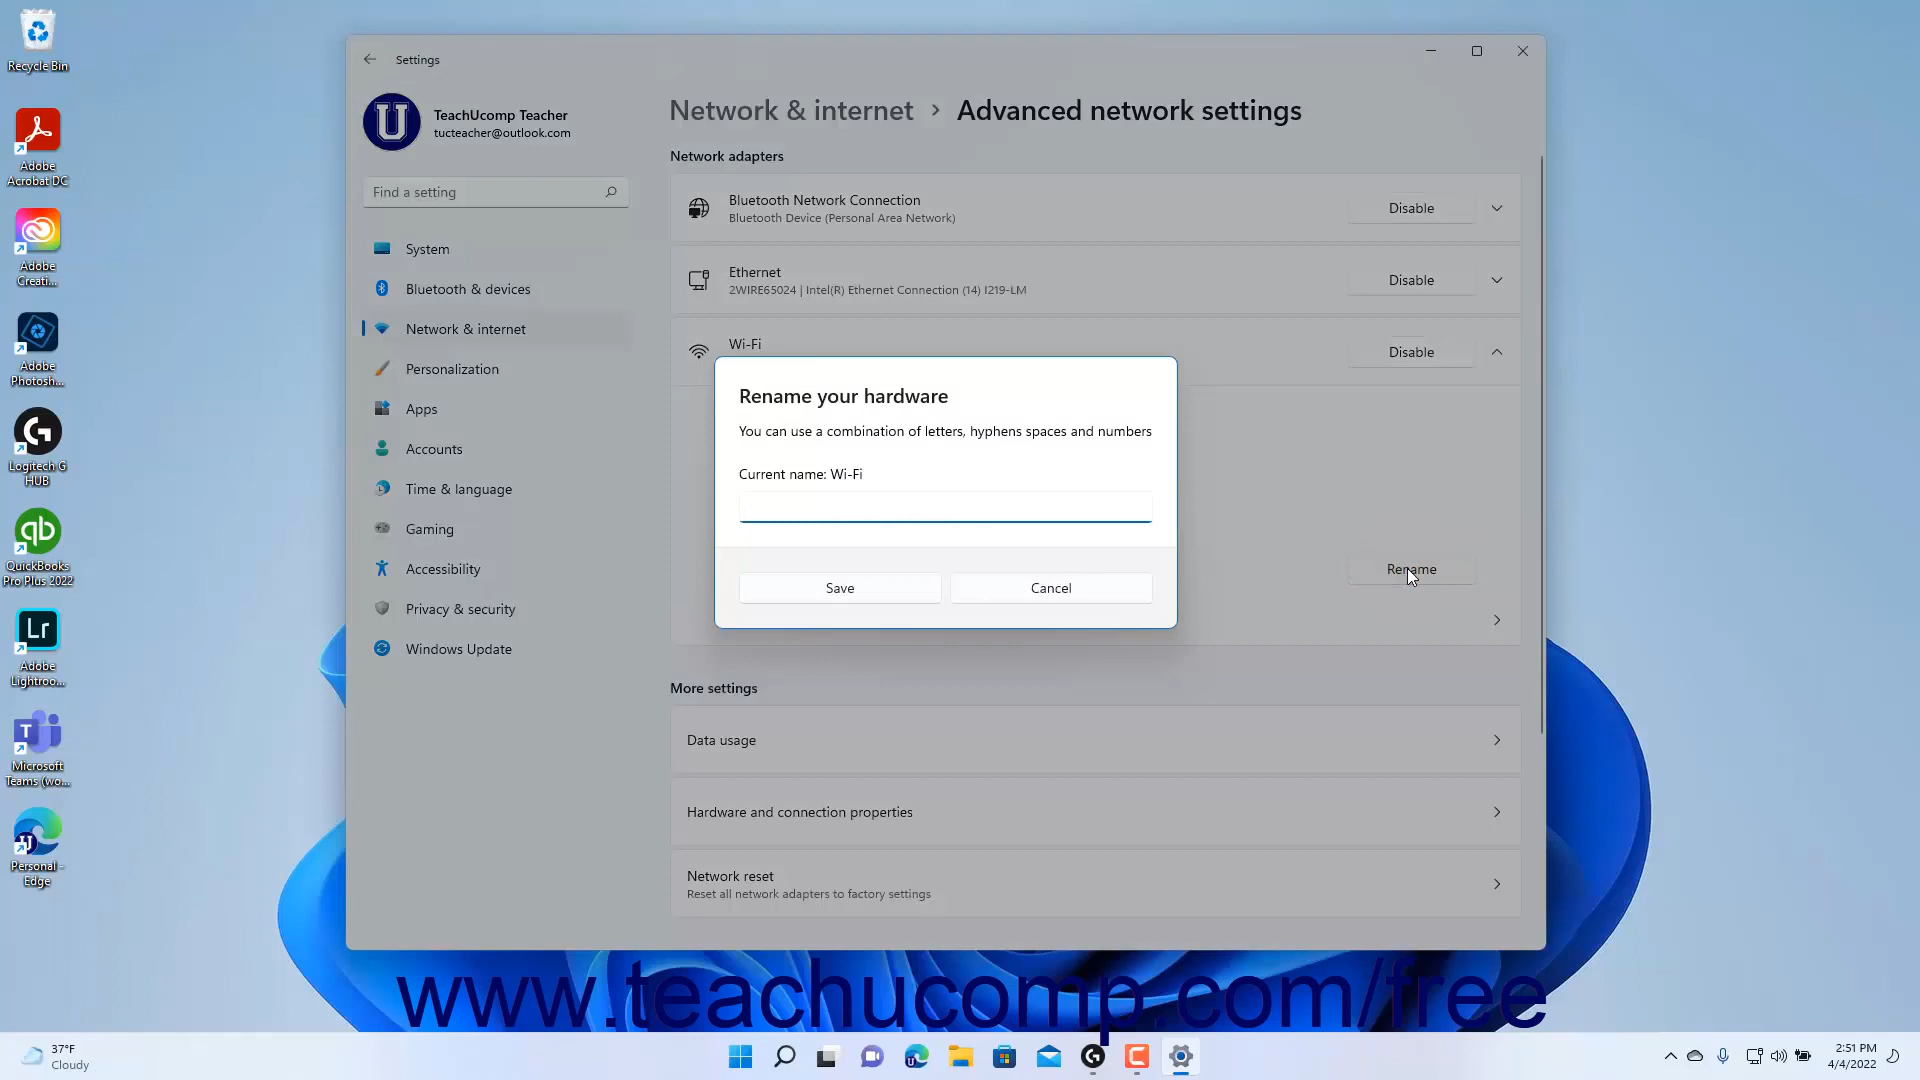 Recycle Bin
Adobe
Acrobat DC
Adobe
Creati...
Adobe
Photosh...
Logitech G
HUB
QuickBooks
Pro Plus 2022
Lr
Adobe
Lightroo...
Microsoft
Teams (wo...
Personal -
Edge
Settings
TeachUcomp Teacher
tucteacher@outlook.com
Find a setting
System
Bluetooth & devices
Network & internet
Personalization
Apps
Accounts
Time & language
Gaming
Accessibility
Privacy & security
Windows Update
Network & internet > Advanced network settings
Network adapters
Bluetooth Network Connection
Bluetooth Device (Personal Area Network)
Disable
Ethernet
2WIRE65024 | Intel(R) Ethernet Connection (14) I219-LM
Disable
Wi-Fi
Disable
Rename your hardware
You can use a combination of letters, hyphens spaces and numbers
Current name: Wi-Fi
Save
Cancel
Rename
More settings
Data usage
Hardware and connection properties
Network reset
Reset all network adapters to factory settings
www.teachucomp.com/free
37°F
Cloudy
2:51 PM
4/4/2022